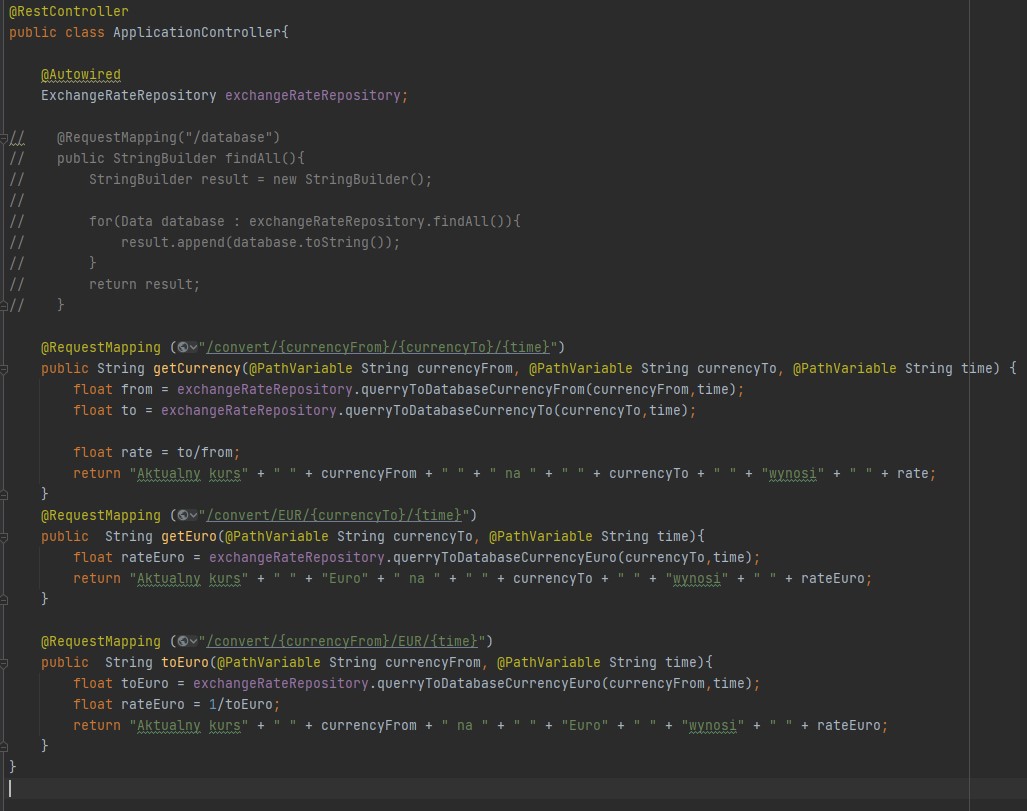 @RestController
public class ApplicationController{
@Autowired
ExchangeRateRepository exchangeRateRepository;
//    @RequestMapping("/database")
//    public StringBuilder findAll(){
//        StringBuilder result = new StringBuilder();
//
//        for(Data database : exchangeRateRepository.findAll()){
//            result.append(database.toString());
//        }
//        return result;
//    }
@RequestMapping ("/convert/{currencyFrom}/{currencyTo}/{time}")
public String getCurrency(@PathVariable String currencyFrom, @PathVariable String currencyTo, @PathVariable String time) {
float from = exchangeRateRepository.querryToDatabaseCurrencyFrom(currencyFrom,time);
float to = exchangeRateRepository.querryToDatabaseCurrencyTo(currencyTo,time);
float rate = to/from;
return "Aktualny kurs" + " " + currencyFrom + " " + " na " + " " + currencyTo + " " + "wynosi" + " " + rate;
}
@RequestMapping ("/convert/EUR/{currencyTo}/{time}")
public  String getEuro(@PathVariable String currencyTo, @PathVariable String time){
float rateEuro = exchangeRateRepository.querryToDatabaseCurrencyEuro(currencyTo,time);
return "Aktualny kurs" + " " + "Euro" + " na " + " " + currencyTo + " " + "wynosi" + " " + rateEuro;
}
@RequestMapping ("/convert/{currencyFrom}/EUR/{time}")
public  String toEuro(@PathVariable String currencyFrom, @PathVariable String time){
float toEuro = exchangeRateRepository.querryToDatabaseCurrencyEuro(currencyFrom,time);
float rateEuro = 1/toEuro;
return "Aktualny kurs" + " " + currencyFrom + " na " + " " + "Euro" + " " + "wynosi" + " " + rateEuro;
}
}